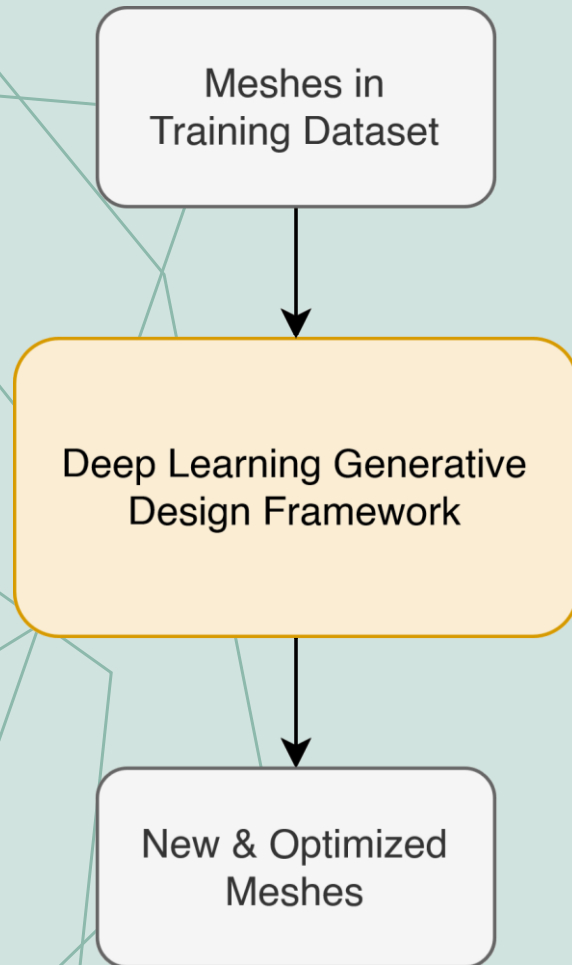 Meshes in
Training Dataset
Deep Learning Generative
Design Framework
New & Optimized
Meshes